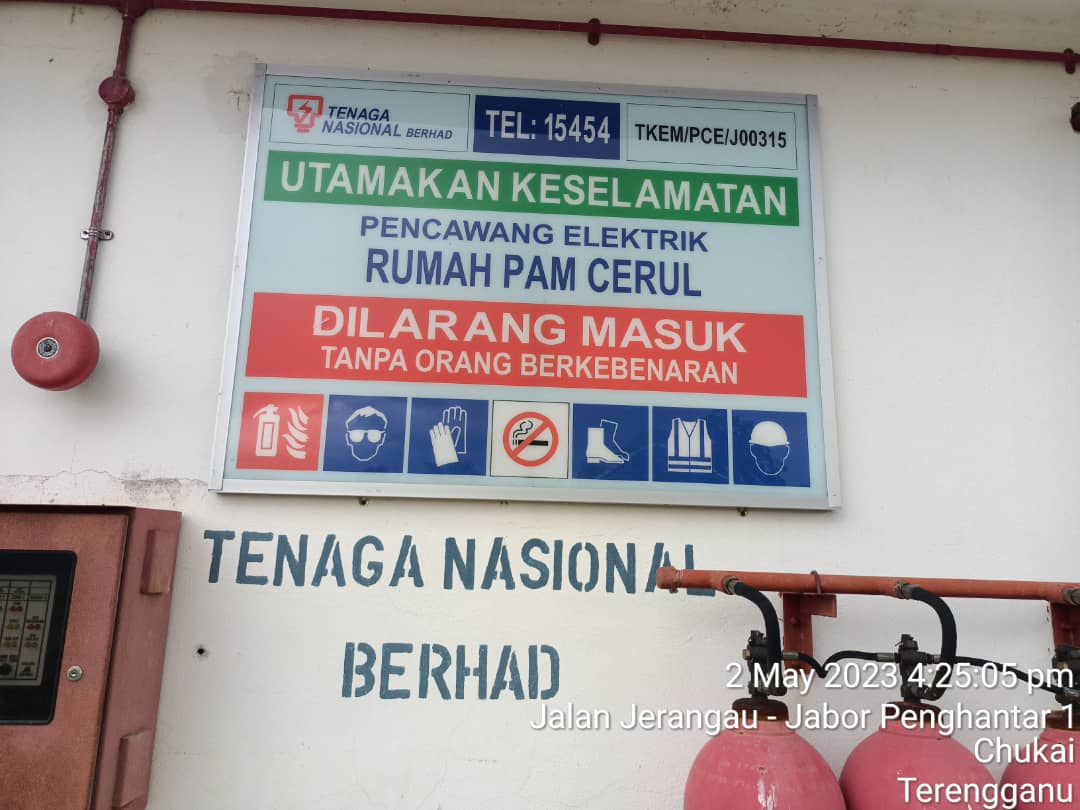 TENAGA
NASIONAL BERHAD
TEL: 15454
TKEM/PCE/J00315
UTAMAKAN KESELAMATAN
PENCAWANG ELEKTRIK
RUMAH PAM CERUL
DILARANG MASUK
TANPA ORANG BERKEBENARAN
TENAGA NASIONAL
BERHAD
2 May 2023 4:25:05 pm
Jalan Jerangau - Jabor Penghantar 1
Chukai
Terengganu